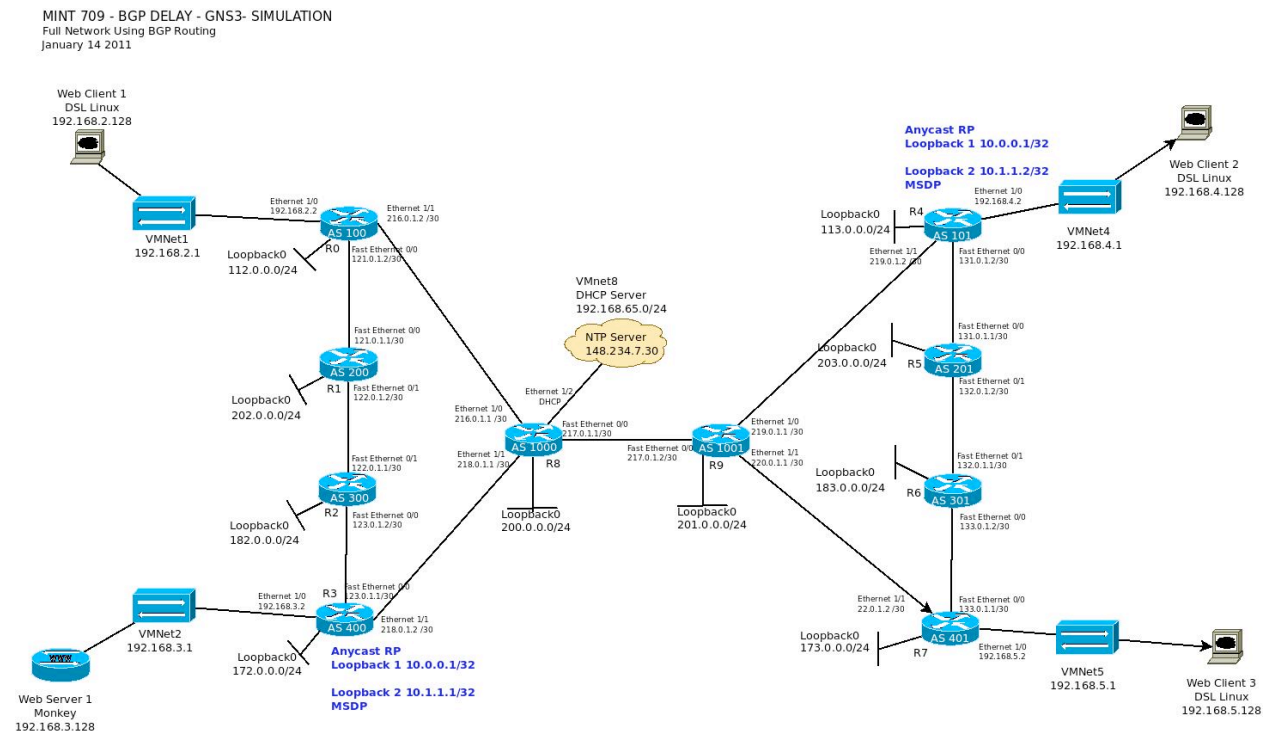 MINT 709 - BGP DELAY - GNS3- SIMULATION
Full Network Using BGP Routing
January 14 2011
Web Client 1
DSL Linux
192.168.2.128
VMNet1
192.168.2.1
Ethernet 1/0
192.168.2.2
Ethernet 1/1
216.0.1.2 /30
AS 100
R0
Loopback0
112.0.0.0/24
Fast Ethernet 0/0
121.0.1.2/30
Fast Ethernet 0/0
121.0.1.1/30
AS 200
R1
Loopback0
202.0.0.0/24
Fast Ethernet 0/1
122.0.1.2/30
Fast Ethernet 0/1
122.0.1.1/30
AS 300
R2
Loopback0
182.0.0.0/24
Fast Ethernet 0/0
123.0.1.2/30
R3
Fast Ethernet 0/0
123.0.1.1/30
Ethernet 1/0
192.168.3.2
AS 400
Ethernet 1/1
218.0.1.2 /30
Loopback0
172.0.0.0/24
Anycast RP
Loopback 1 10.0.0.1/32
Loopback 2 10.1.1.1/32
MSDP
VMNet2
192.168.3.1
WWW
Web Server 1
Monkey
192.168.3.128
VMnet8
DHCP Server
192.168.65.0/24
NTP Server
148.234.7.30
Ethernet 1/2
DHCP
Ethernet 1/0
216.0.1.1 /30
Ethernet 1/1
218.0.1.1 /30
AS 1000
R8
Fast Ethernet 0/0
217.0.1.1/30
Loopback0
200.0.0.0/24
Fast Ethernet 0/0
217.0.1.2/30
AS 1001
R9
Ethernet 1/0
219.0.1.1 /30
Ethernet 1/1
220.0.1.1 /30
Loopback0
201.0.0.0/24
Anycast RP
Loopback 1 10.0.0.1/32
Loopback 2 10.1.1.2/32
MSDP
Ethernet 1/0
192.168.4.2
R4
AS 101
Loopback0
113.0.0.0/24
Ethernet 1/1
219.0.1.2 /30
Fast Ethernet 0/0
131.0.1.2/30
VMNet4
192.168.4.1
Web Client 2
DSL Linux
192.168.4.128
Fast Ethernet 0/0
131.0.1.1/30
Loopback0
203.0.0.0/24
R5
AS 201
Fast Ethernet 0/1
132.0.1.2/30
Fast Ethernet 0/1
132.0.1.1/30
Loopback0
183.0.0.0/24
R6
AS 301
Fast Ethernet 0/0
133.0.1.2/30
Ethernet 1/1
22.0.1.2 /30
Fast Ethernet 0/0
133.0.1.1/30
AS 401
R7
Loopback0
173.0.0.0/24
Ethernet 1/0
192.168.5.2
VMNet5
192.168.5.1
Web Client 3
DSL Linux
192.168.5.128